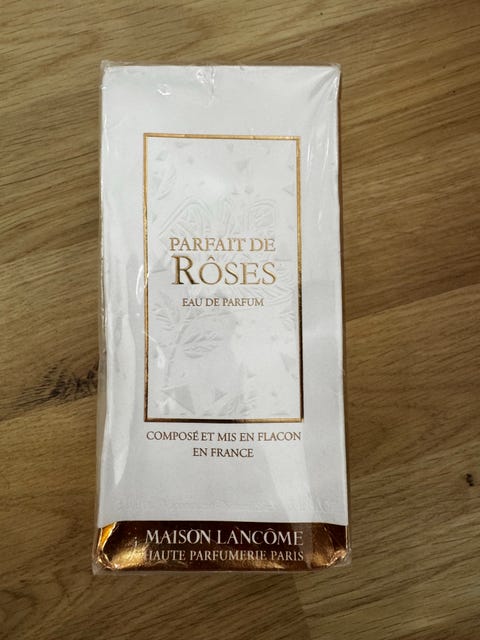 PARFAIT DE
RÔSES
EAU DE PARFUM
COMPOSÉ ET MIS EN FLACON
EN FRANCE
MAISON LANCÔME
HAUTE PARFUMERIE PARIS